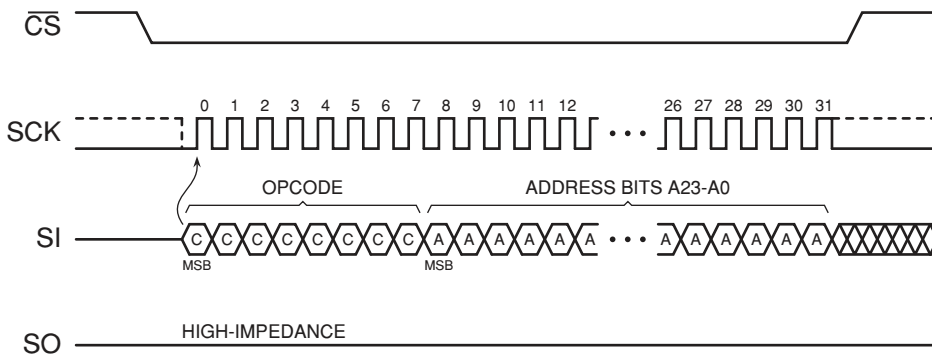 CS
0 1 2 3 4 5 6 7 8 9 10 11 12 26 27 28 29 30 31
SCK
OPCODE ADDRESS BITS A23-A0
SI C C C C C C C C A A A A A A A A A A A A
MSB MSB
HIGH-IMPEDANCE
SO